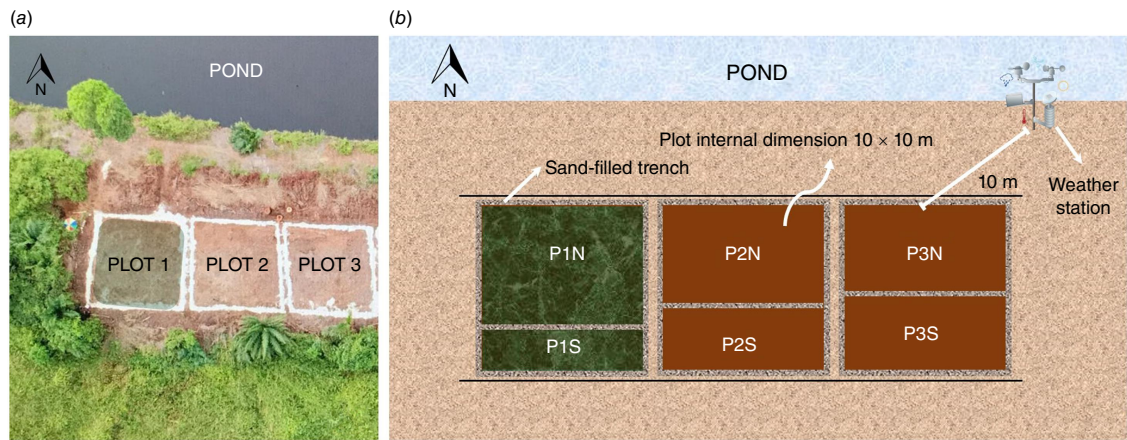 (a)
POND
N
PLOT 1
PLOT 2
PLOT 3
(b)
POND
N
Plot internal dimension 10 × 10 m
Sand-filled trench
10 m
Weather
station
P1N
P2N
P3N
P1S
P2S
P3S